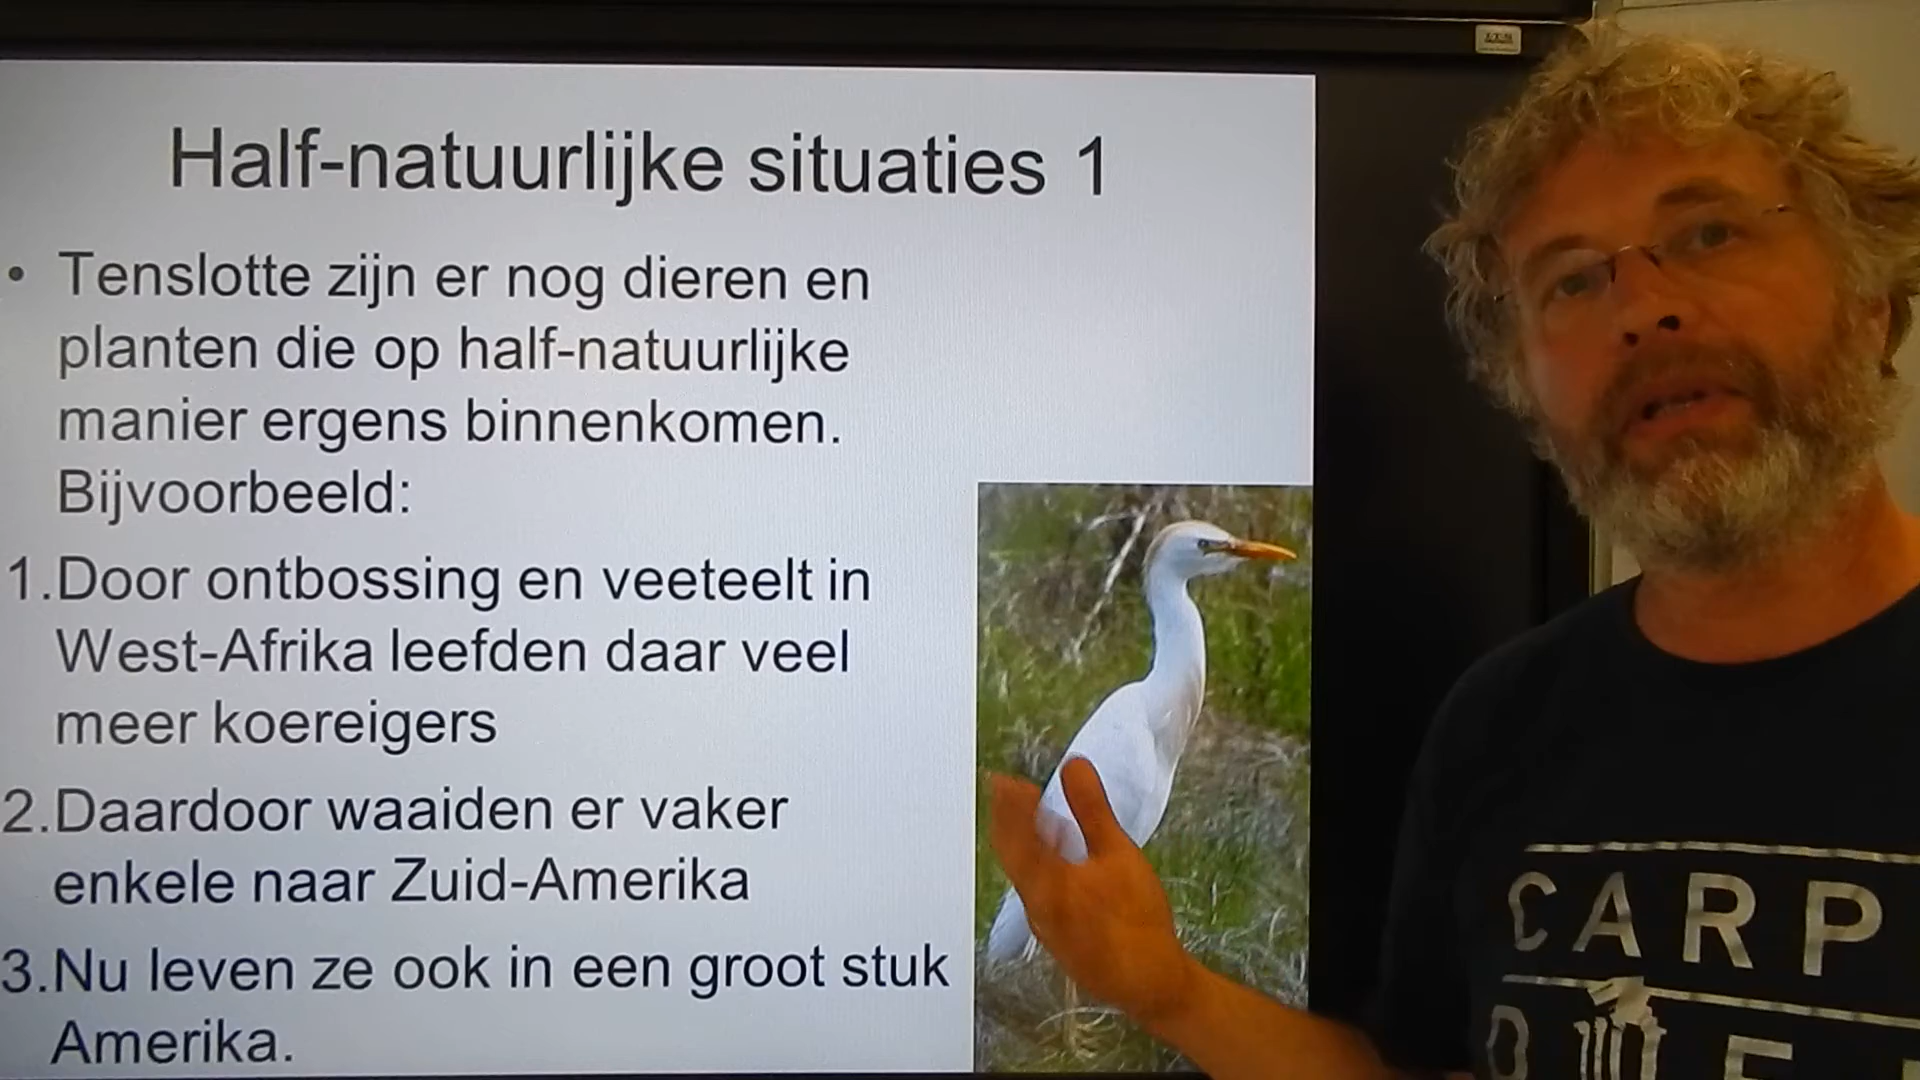 Half-natuurlijke situaties 1
• Tenslotte zijn er nog dieren en
planten die op half-natuurlijke
manier ergens binnenkomen.
Bijvoorbeeld:
1.Door ontbossing en veeteelt in
West-Afrika leefden daar veel
meer koereigers
2.Daardoor waaiden er vaker
enkele naar Zuid-Amerika
3.Nu leven ze ook in een groot stuk
Amerika.
CARP